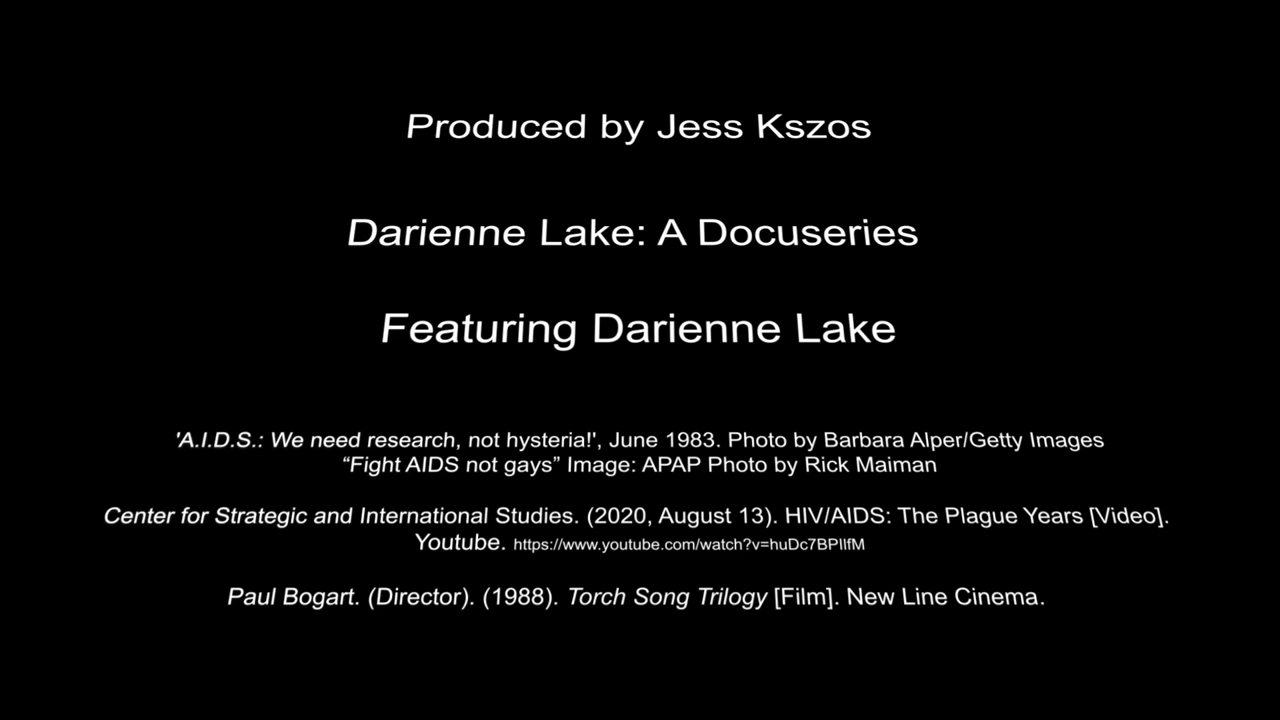 Produced by Jess Kszos
Darienne Lake: A Docuseries
Featuring Darienne Lake
'A.I.D.S.: We need research, not hysteria!', June 1983. Photo by Barbara Alper/Getty Images
“Fight AIDS not gays” Image: APAP Photo by Rick Maiman
Center for Strategic and International Studies. (2020, August 13). HIV/AIDS: The Plague Years [Video].
Youtube. https://www.youtube.com/watch?v=huDc7BPIlfM
Paul Bogart. (Director). (1988). Torch Song Trilogy [Film]. New Line Cinema.